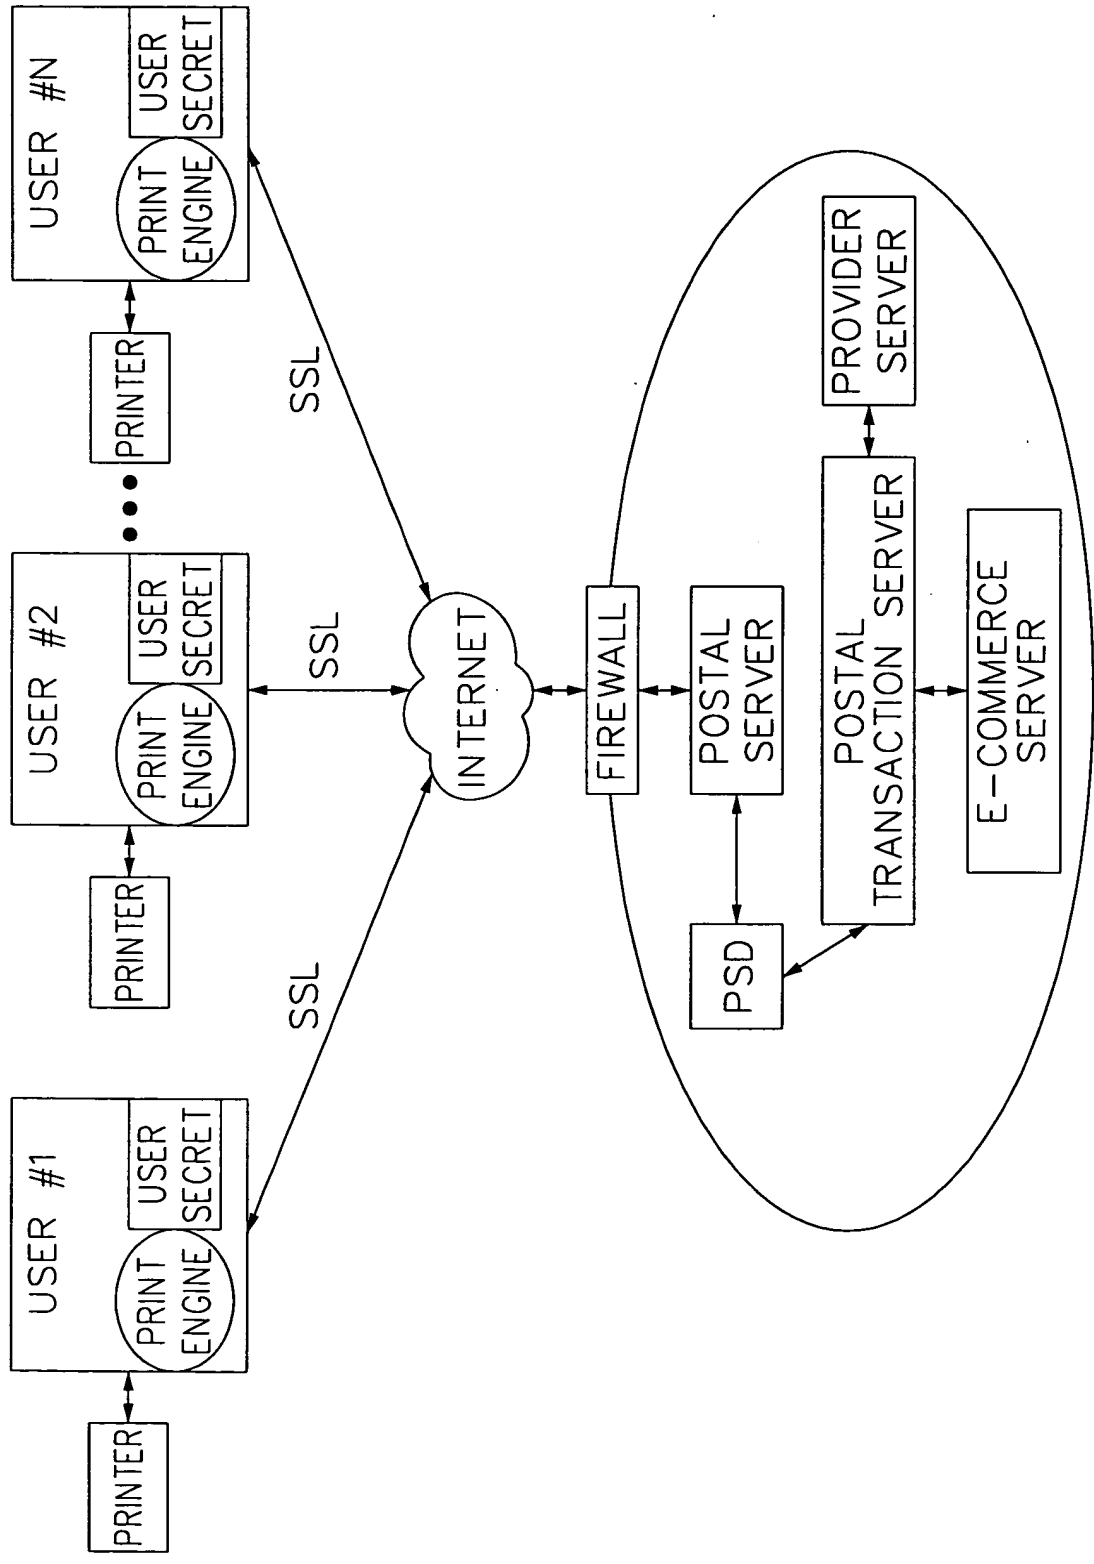 USER #1
PRINT
ENGINE
USER
SECRET
PRINTER
USER #2
PRINT
ENGINE
USER
SECRET
PRINTER
USER #N
PRINT
ENGINE
USER
SECRET
PRINTER
SSL
SSL
SSL
INTERNET
FIREWALL
POSTAL
SERVER
PSD
POSTAL
TRANSACTION SERVER
PROVIDER
SERVER
E-COMMERCE
SERVER